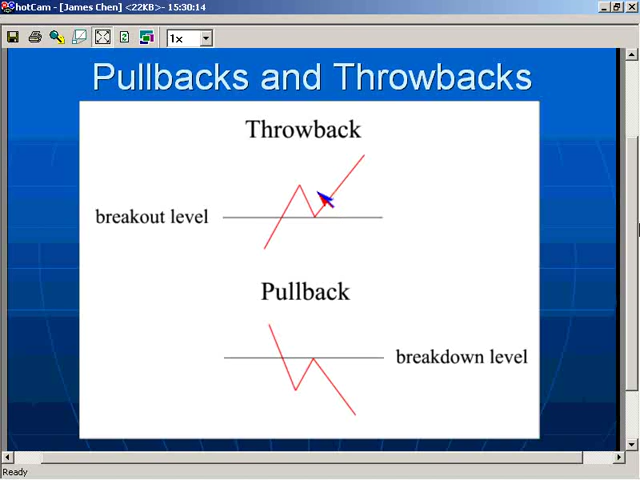 hotCam - [James Chen] <22KB> - 15:30:14
1x
Pullbacks and Throwbacks
Throwback
breakout level
Pullback
breakdown level
Ready